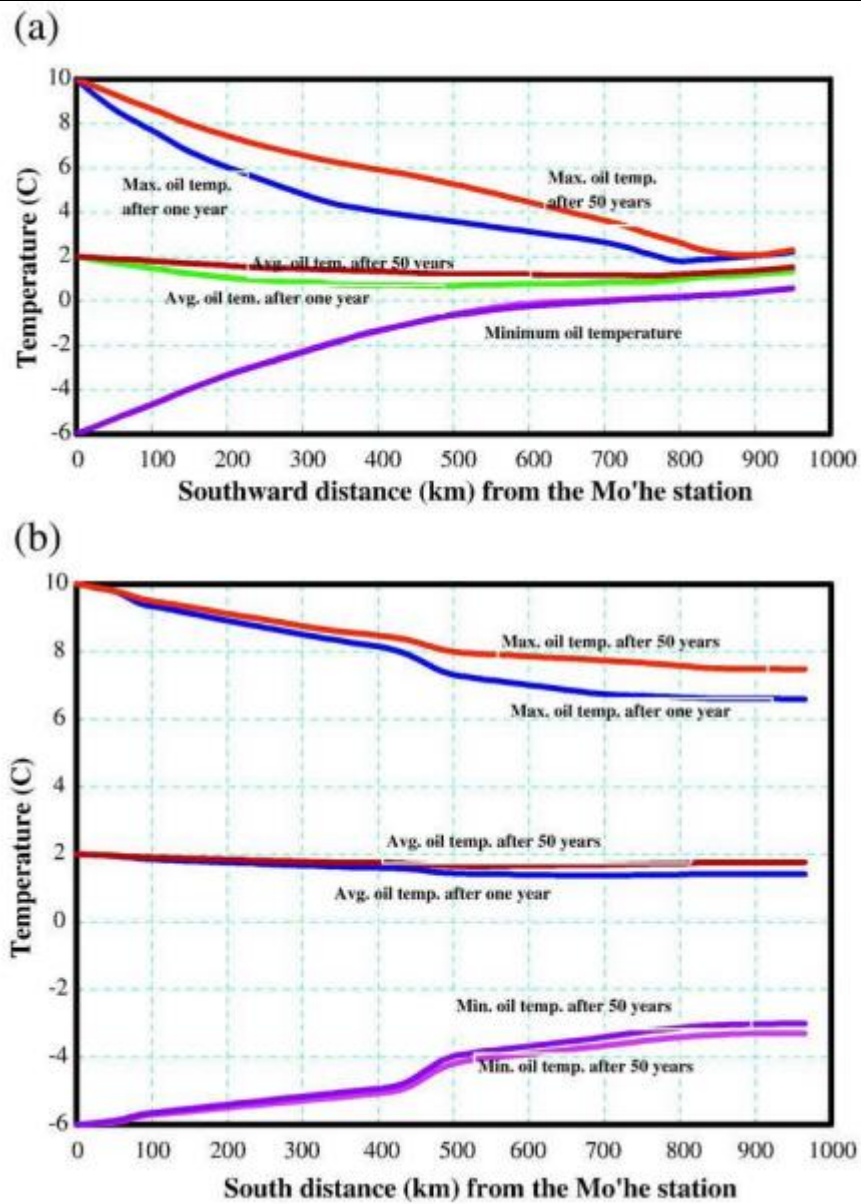 (a)
Temperature (C)
10
8
6
4
2
0
-2
-4
-6
Max. oil temp.
after one year
Max. oil temp.
after 50 years
Avg. oil tem. after 50 years
Avg. oil tem. after one year
Minimum oil temperature
0 100 200 300 400 500 600 700 800 900 1000
Southward distance (km) from the Mo'he station
(b)
Temperature (C)
10
8
6
4
2
0
-2
-4
-6
Max. oil temp. after 50 years
Max. oil temp. after one year
Avg. oil temp. after 50 years
Avg. oil temp. after one year
Min. oil temp. after 50 years
Min. oil temp. after 50 years
0 100 200 300 400 500 600 700 800 900 1000
South distance (km) from the Mo'he station